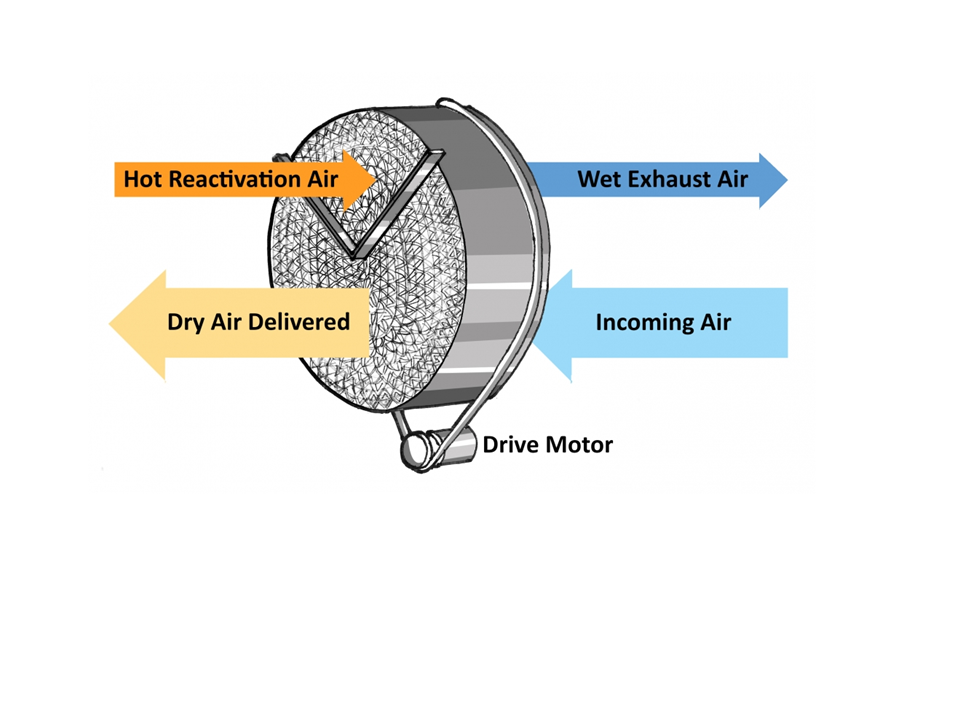 Hot Reactivation Air
Wet Exhaust Air
Dry Air Delivered
Incoming Air
Drive Motor